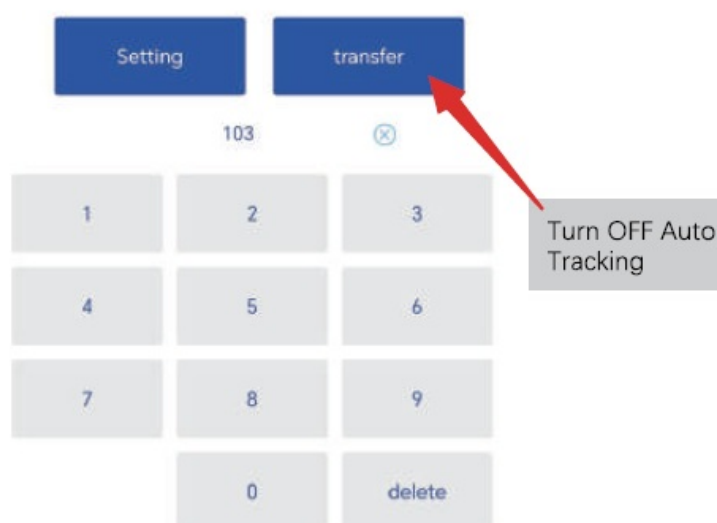 Setting
transfer
103
1
2
3
Turn OFF Auto
Tracking
4
5
6
7
8
9
0
delete